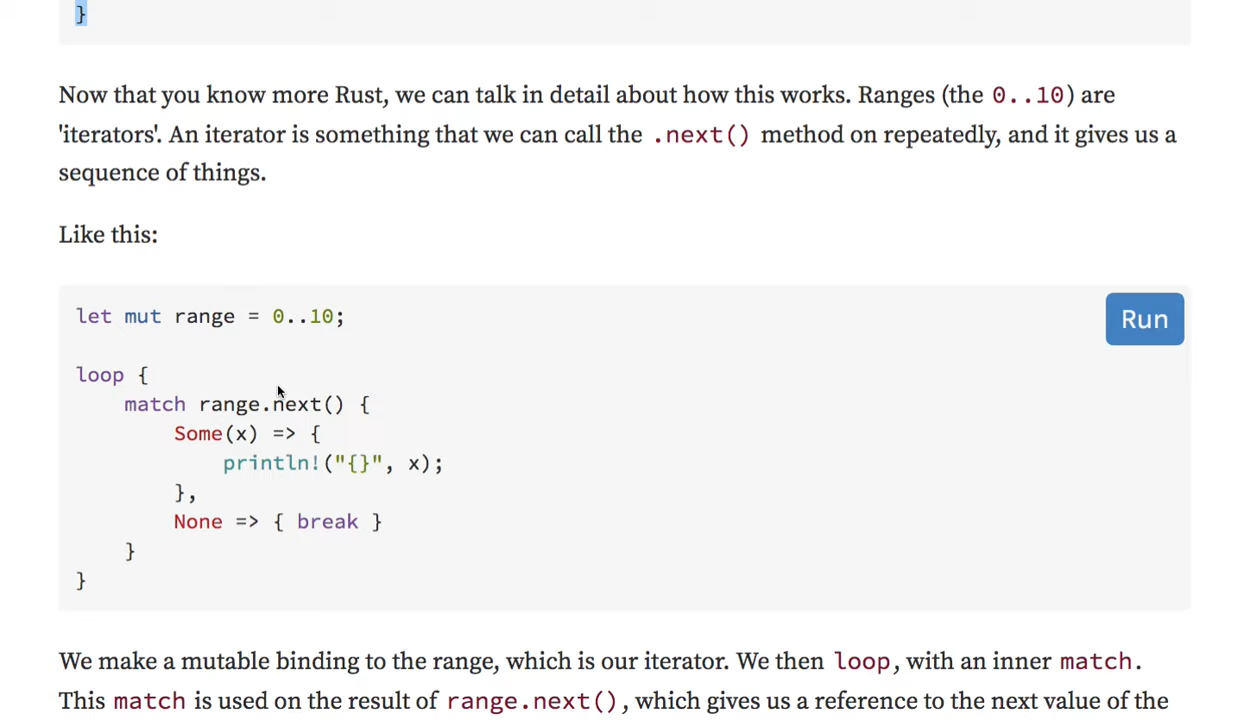 }
Now that you know more Rust, we can talk in detail about how this works. Ranges (the 0..10) are
'iterators'. An iterator is something that we can call the .next() method on repeatedly, and it gives us a
sequence of things.
Like this:
let mut range = 0..10;
Run
loop {
    match range.next() {
        Some(x) => {
            println!("{}", x);
        },
        None => { break }
    }
}
We make a mutable binding to the range, which is our iterator. We then loop, with an inner match.
This match is used on the result of range.next(), which gives us a reference to the next value of the